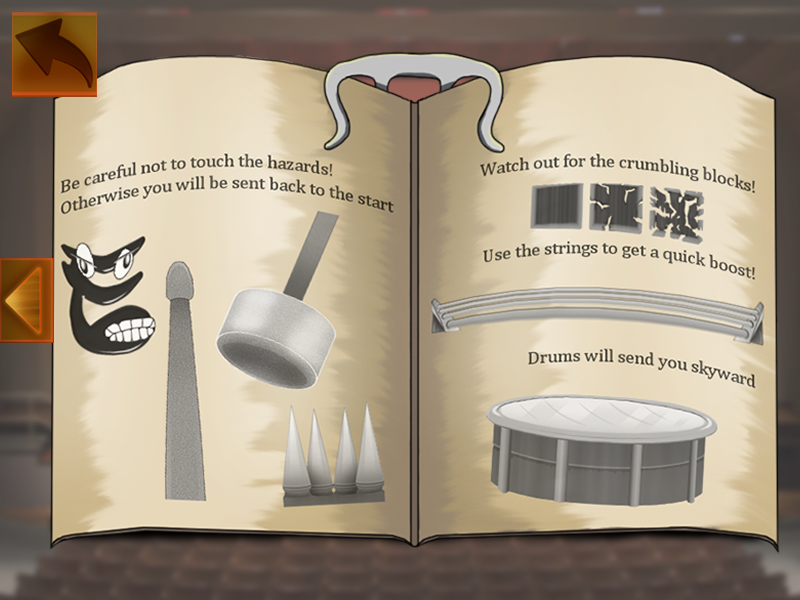 Be careful not to touch the hazards!
Otherwise you will be sent back to the start
Watch out for the crumbling blocks!
Use the strings to get a quick boost!
Drums will send you skyward